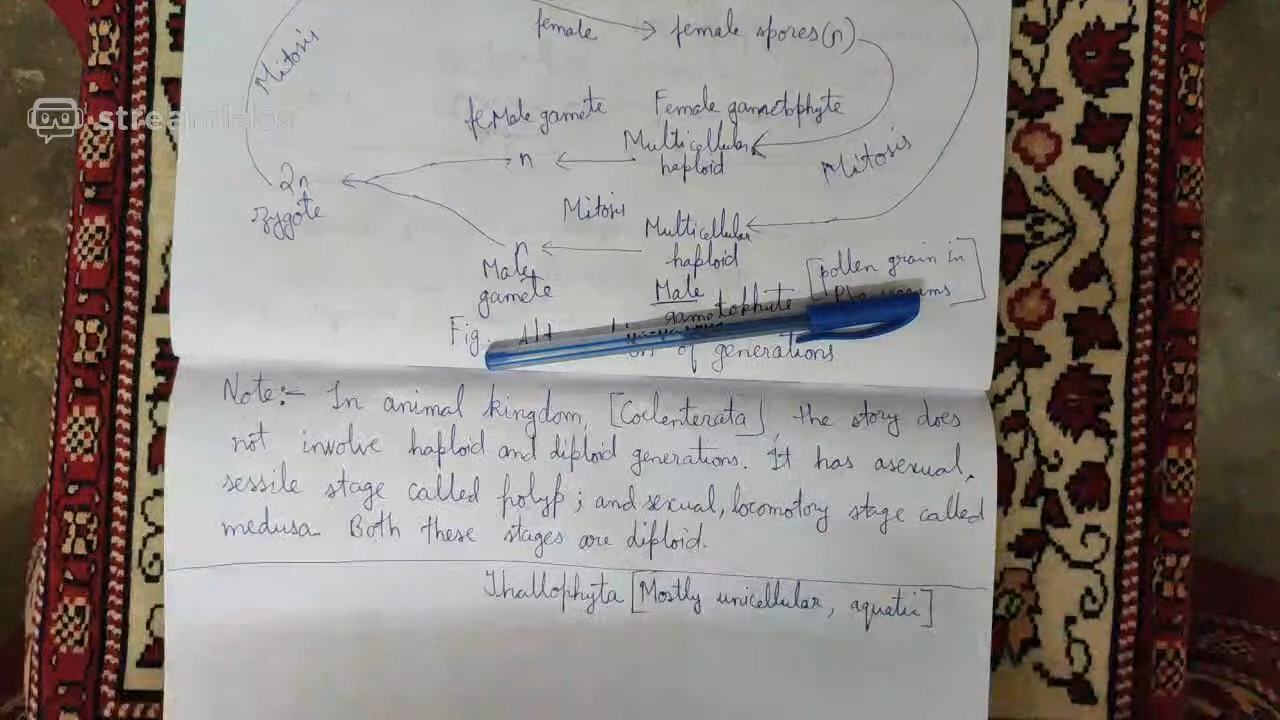 female → female spores(n)
Mitosis
streamlabs
female gamete Female gametophyte
Multicellular
n ← haploid
Mitosis
2n
zygote
Mitosis
Multicellular
n ← haploid
Male
gamete
Male
gametophyte
[pollen grain in
Fig.
of generations.
Note:- In animal kingdom, [Coelenterata], the story does
not involve haploid and diploid generations. It has asexual,
sessile stage called polyp; and sexual, locomotory stage called
medusa. Both these stages are diploid.
Thallophyta [Mostly unicellular, aquatic]